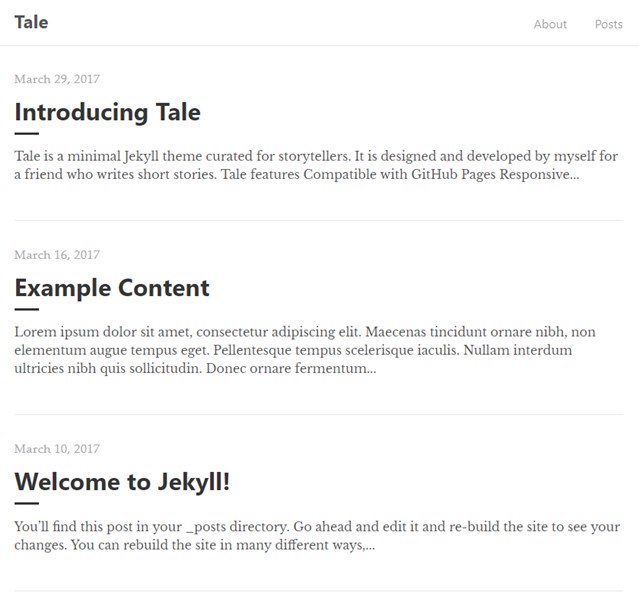 Tale
About Posts
March 29, 2017
Introducing Tale
Tale is a minimal Jekyll theme curated for storytellers. It is designed and developed by myself for
a friend who writes short stories. Tale features Compatible with GitHub Pages Responsive...
March 16, 2017
Example Content
Lorem ipsum dolor sit amet, consectetur adipiscing elit. Maecenas tincidunt ornare nibh, non
elementum augue tempus eget. Pellentesque tempus scelerisque iaculis. Nullam interdum
ultricies nibh quis sollicitudin. Donec ornare fermentum...
March 10, 2017
Welcome to Jekyll!
You’ll find this post in your _posts directory. Go ahead and edit it and re-build the site to see your
changes. You can rebuild the site in many different ways,...